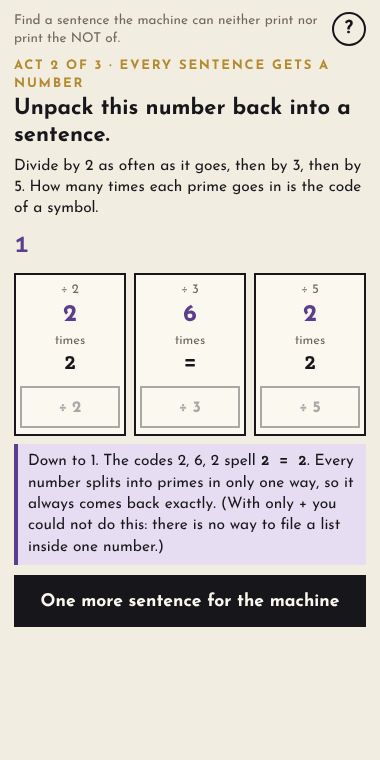 Find a sentence the machine can neither print nor
print the NOT of.
?
ACT 2 OF 3 · EVERY SENTENCE GETS A
NUMBER
Unpack this number back into a
sentence.
Divide by 2 as often as it goes, then by 3, then by
5. How many times each prime goes in is the code
of a symbol.
1
÷ 2
2
times
2
÷ 2
÷ 3
6
times
=
÷ 3
÷ 5
2
times
2
÷ 5
Down to 1. The codes 2, 6, 2 spell 2 = 2. Every
number splits into primes in only one way, so it
always comes back exactly. (With only + you
could not do this: there is no way to file a list
inside one number.)
One more sentence for the machine